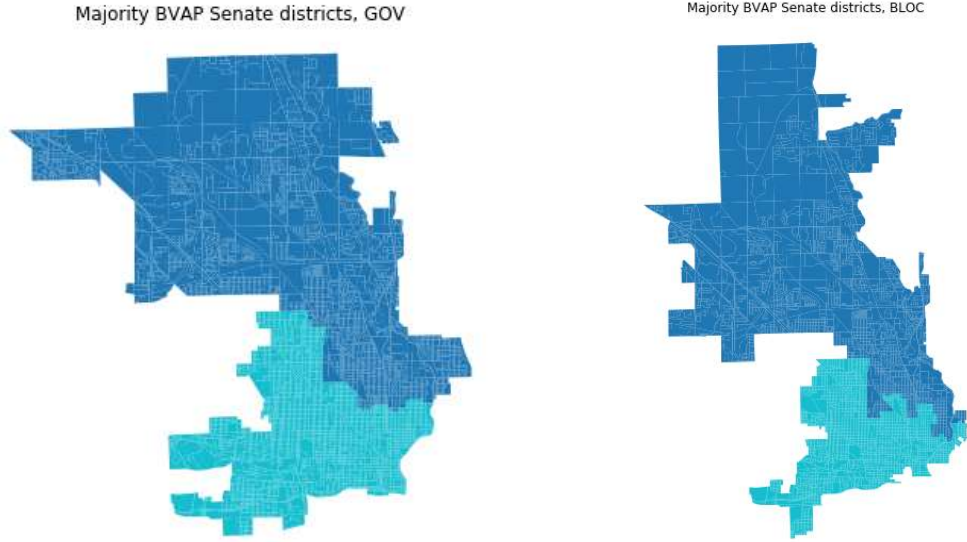 Majority BVAP Senate districts, GOV
Majority BVAP Senate districts, BLOC